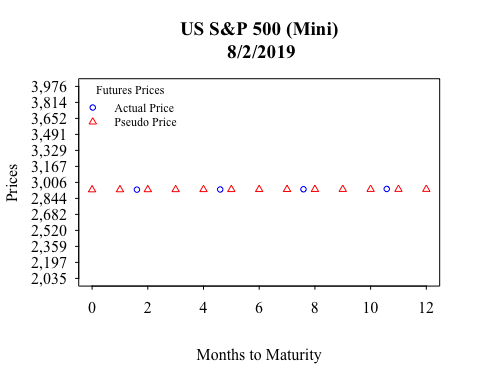 US S&P 500 (Mini)
8/2/2019
Futures Prices
Actual Price
Pseudo Price
Prices
3,976
3,814
3,652
3,491
3,329
3,167
3,006
2,844
2,682
2,520
2,359
2,197
2,035
0 2 4 6 8 10 12
Months to Maturity